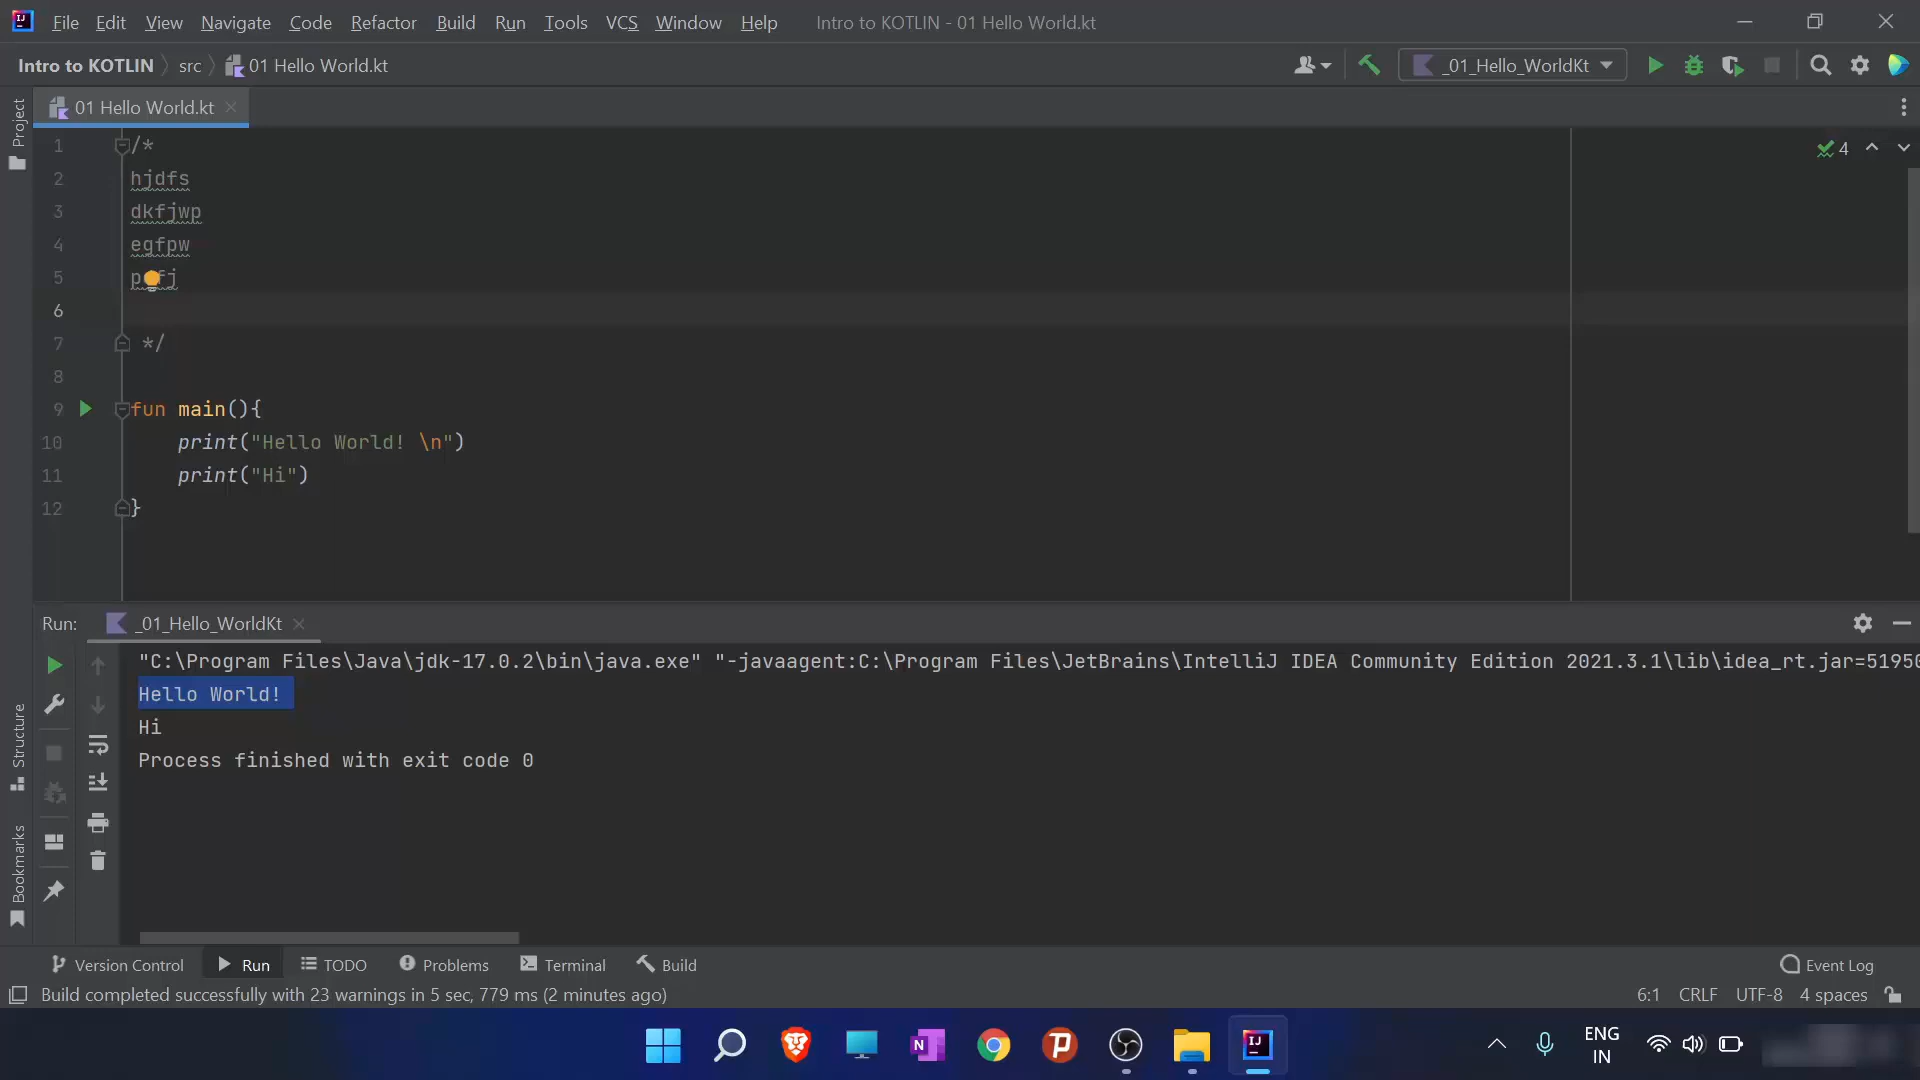 File Edit View Navigate Code Refactor Build Run Tools VCS Window Help Intro to KOTLIN - 01 Hello World.kt
Intro to KOTLIN src 01 Hello World.kt _01_Hello_WorldKt
Project
01 Hello World.kt
4
1 /*
2 hjdfs
3 dkfjwp
4 egfpw
5
6
7 */
8
9 fun main(){
10 print("Hello World! \n")
11 print("Hi")
12 }
Run: _01_Hello_WorldKt
"C:\Program Files\Java\jdk-17.0.2\bin\java.exe" "-javaagent:C:\Program Files\JetBrains\IntelliJ IDEA Community Edition 2021.3.1\lib\idea_rt.jar=51950
Hello World!
Hi
Process finished with exit code 0
Structure
Bookmarks
Version Control Run TODO Problems Terminal Build Event Log
Build completed successfully with 23 warnings in 5 sec, 779 ms (2 minutes ago) 6:1 CRLF UTF-8 4 spaces
ENG
IN